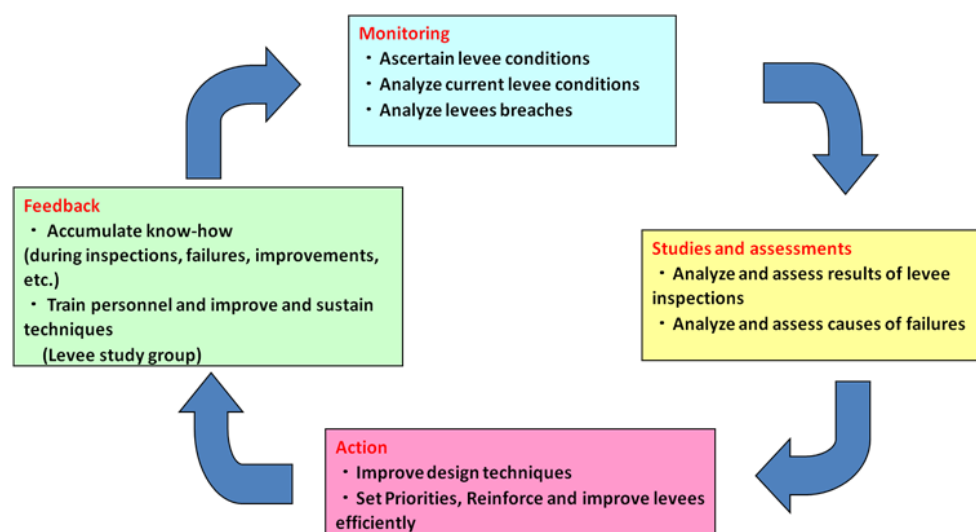 Monitoring
・ Ascertain levee conditions
・ Analyze current levee conditions
・ Analyze levees breaches
Feedback
・ Accumulate know-how
(during inspections, failures, improvements,
etc.)
・ Train personnel and improve and sustain
techniques
(Levee study group)
Studies and assessments
・ Analyze and assess results of levee
inspections
・ Analyze and assess causes of failures
Action
・ Improve design techniques
・ Set Priorities, Reinforce and improve levees
efficiently